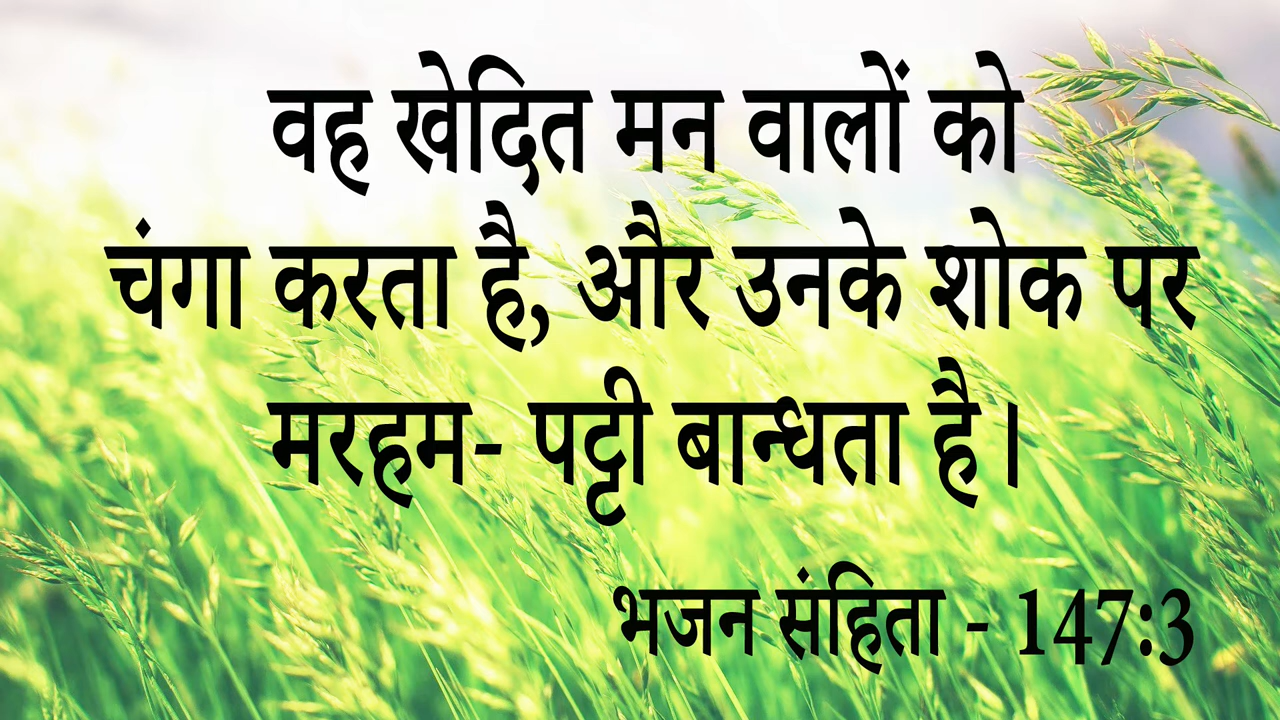 वह खेदित मन वालों को
चंगा करता है, और उनके शोक पर
मरहम- पट्टी बान्धता है।
भजन संहिता - 147:3